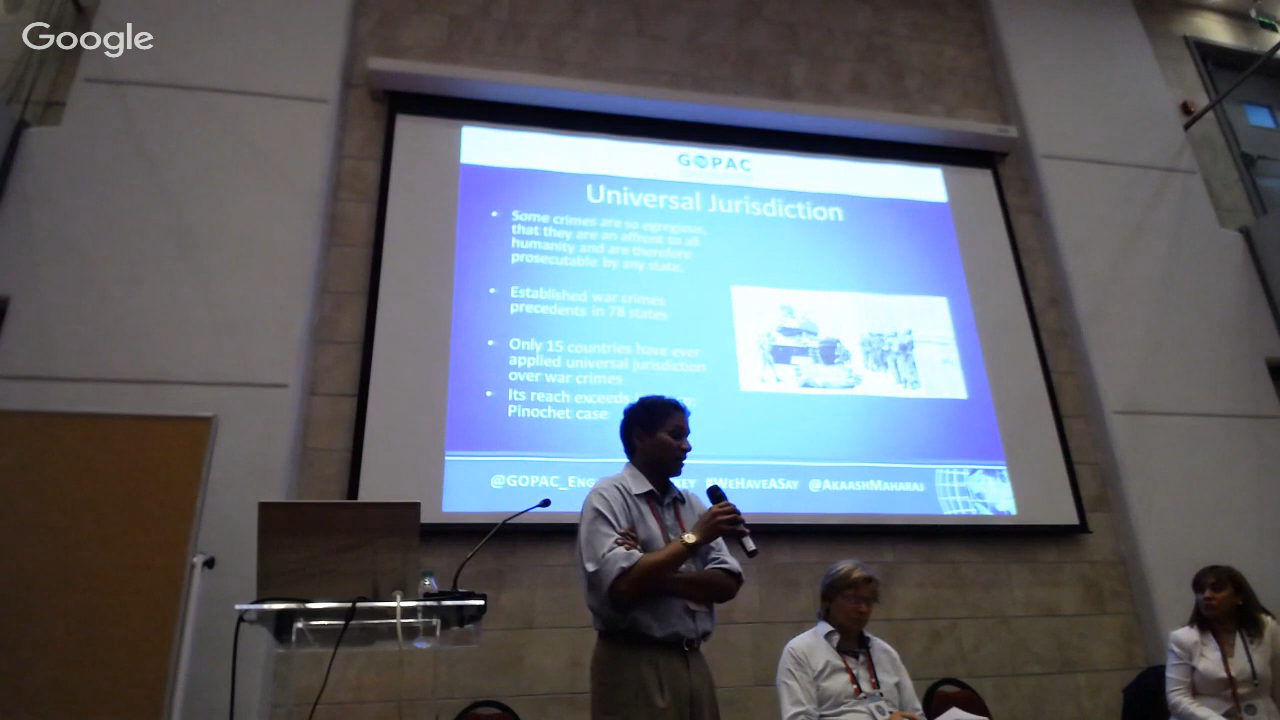 Google
GOPAC
Universal Jurisdiction
• Some crimes are so egregious,
that they are an affront to all
humanity and are therefore
prosecutable by any state.
• Established war crimes
precedents in 78 states
• Only 15 countries have ever
applied universal jurisdiction
over war crimes
• Its reach exceeds
Pinochet case
@GOPAC_Eng #WeHaveASay @AkaashMaharaj